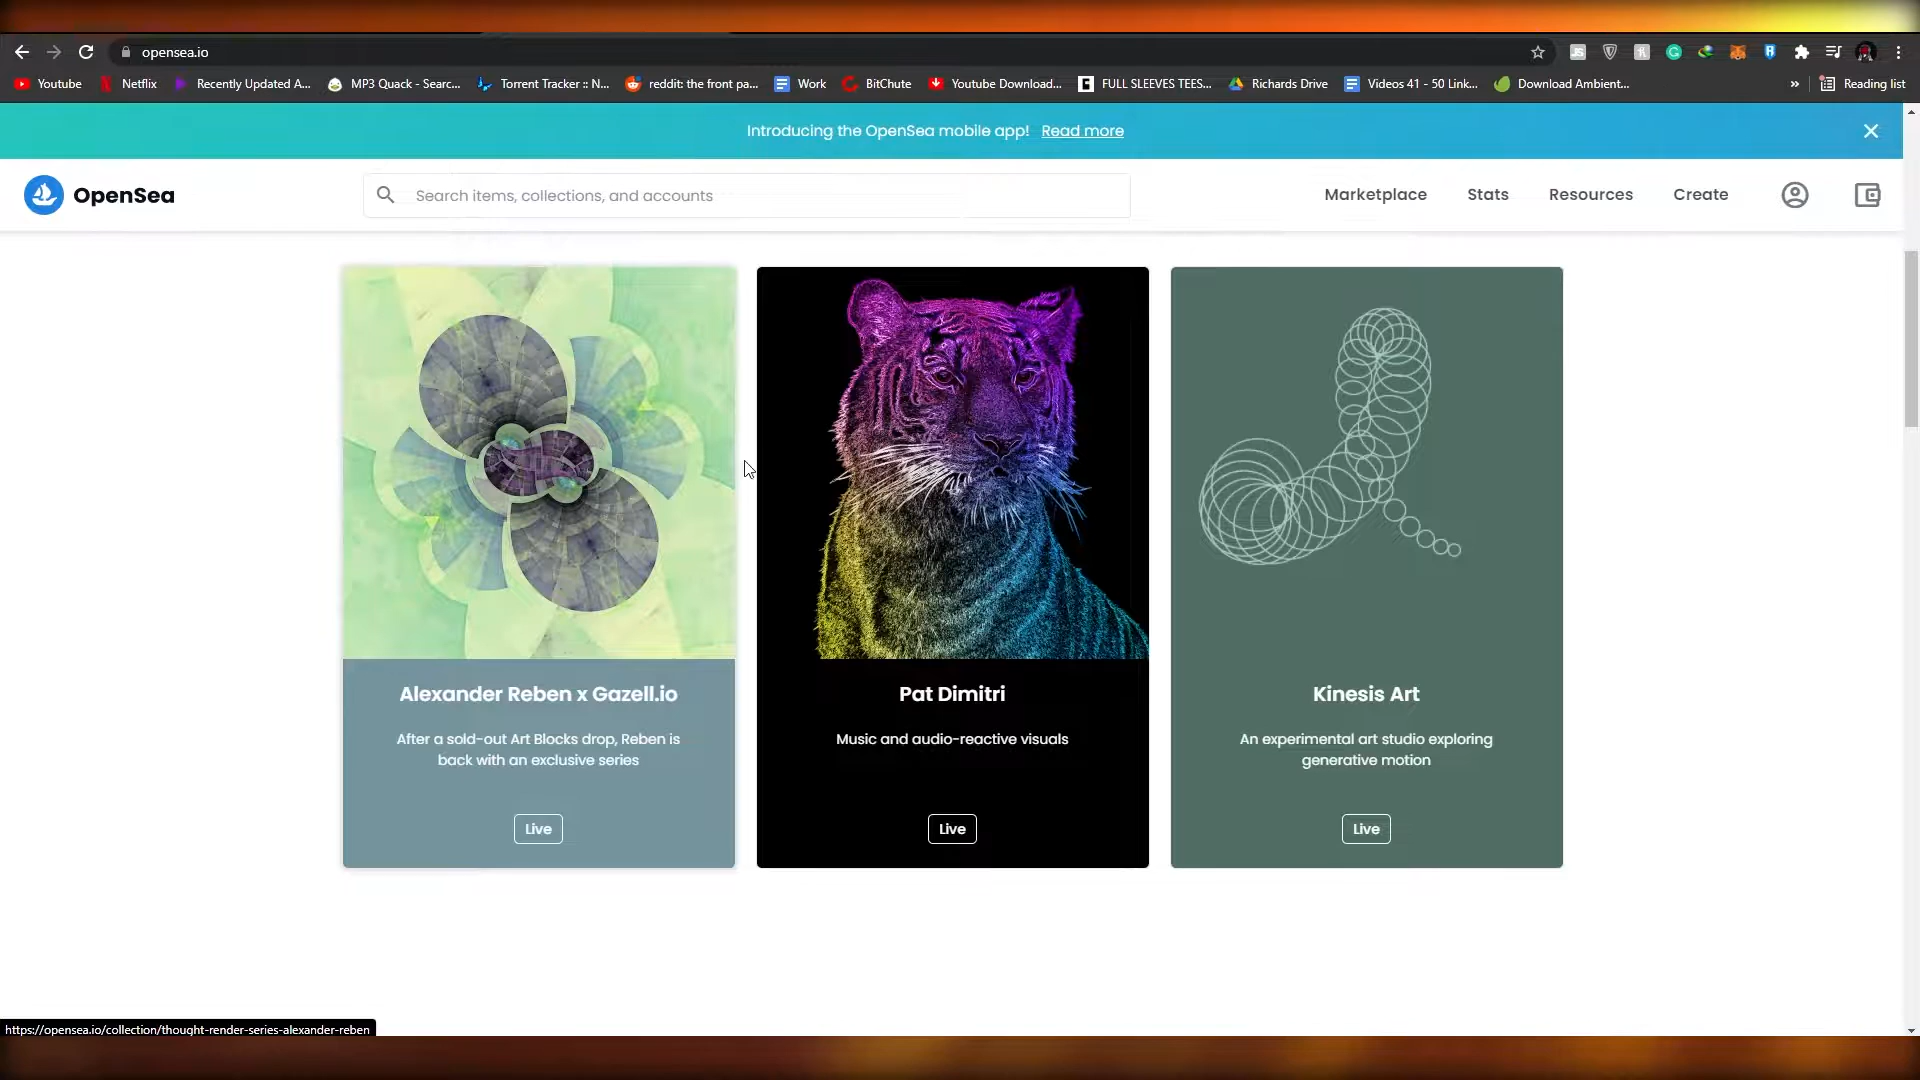 opensea.io
Youtube Netflix Recently Updated A... MP3 Quack - Searc... Torrent Tracker :: N... reddit: the front pa... Work BitChute Youtube Download... FULL SLEEVES TEES... Richards Drive Videos 41 - 50 Link... Download Ambient... » Reading list
Introducing the OpenSea mobile app! Read more
OpenSea Search items, collections, and accounts Marketplace Stats Resources Create
Alexander Reben x Gazell.io
After a sold-out Art Blocks drop, Reben is
back with an exclusive series
Live
Pat Dimitri
Music and audio-reactive visuals
Live
Kinesis Art
An experimental art studio exploring
generative motion
Live
https://opensea.io/collection/thought-render-series-alexander-reben